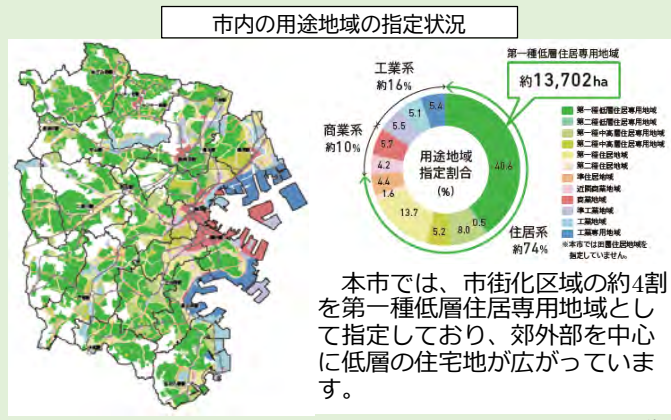 市内の用途地域の指定状況
第一種低層住居専用地域
約13,702ha
工業系
約16%
商業系
約10%
住居系
約74%
用途地域
指定割合
(%)
40.6
0.5
8.0
5.2
13.7
1.6
4.4
4.2
5.7
5.5
5.1
5.4
第一種低層住居専用地域
第二種低層住居専用地域
第一種中高層住居専用地域
第二種中高層住居専用地域
第一種住居地域
第二種住居地域
準住居地域
近隣商業地域
商業地域
準工業地域
工業地域
工業専用地域
※本市では田園住居地域を
指定していません。
本市では、市街化区域の約4割
を第一種低層住居専用地域とし
て指定しており、郊外部を中心
に低層の住宅地が広がっていま
す。